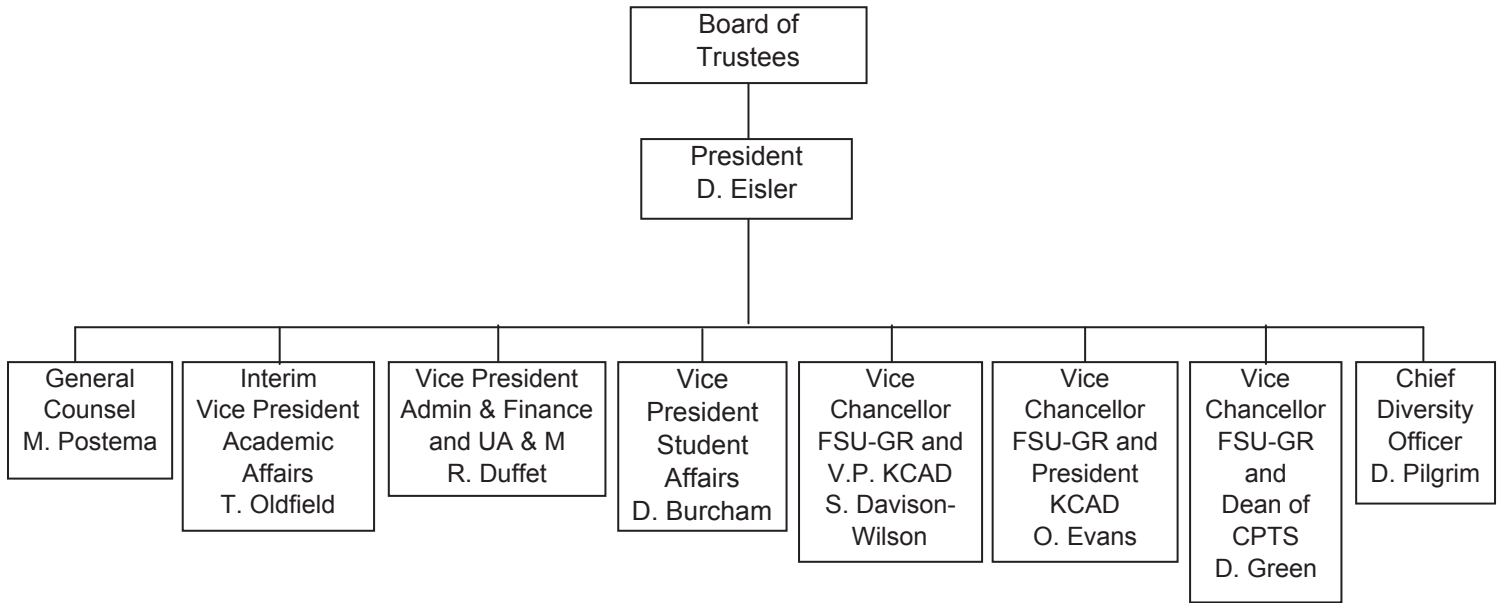 Board of
Trustees
President
D. Eisler
General
Counsel
M. Postema
Interim
Vice President
Academic
Affairs
T. Oldfield
Vice President
Admin & Finance
and UA & M
R. Duffet
Vice
President
Student
Affairs
D. Burcham
Vice
Chancellor
FSU-GR and
V.P. KCAD
S. Davison-
Wilson
Vice
Chancellor
FSU-GR and
President
KCAD
O. Evans
Vice
Chancellor
FSU-GR
and
Dean of
CPTS
D. Green
Chief
Diversity
Officer
D. Pilgrim